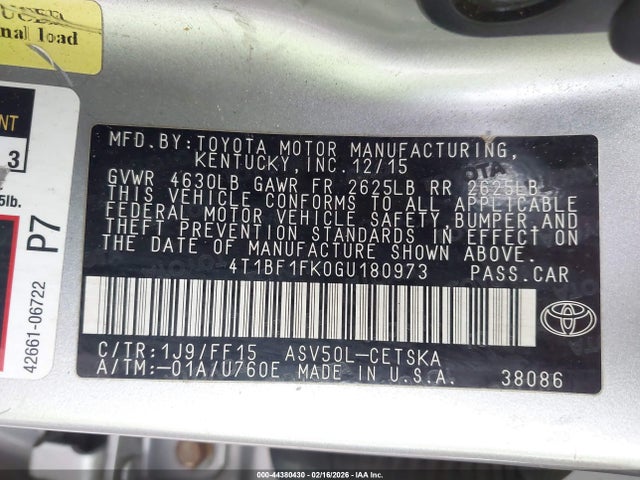 nal load
NT
3
5lb.
P7
42661-06722
MFD.BY:TOYOTA MOTOR MANUFACTURING,
KENTUCKY, INC.12/15
GVWR 4630LB GAWR FR 2625LB RR 2625LB
THIS VEHICLE CONFORMS TO ALL APPLICABLE
FEDERAL MOTOR VEHICLE SAFETY, BUMPER, AND
THEFT PREVENTION STANDARDS IN EFFECT ON
THE DATE OF MANUFACTURE SHOWN ABOVE.
4T1BF1FK0GU180973 PASS.CAR
C/TR:1J9/FF15 ASV50L-CETSKA
A/TM:-01A/U760E MADE IN U.S.A. 38086
000-44380430 - 02/16/2026 - IAA, Inc.